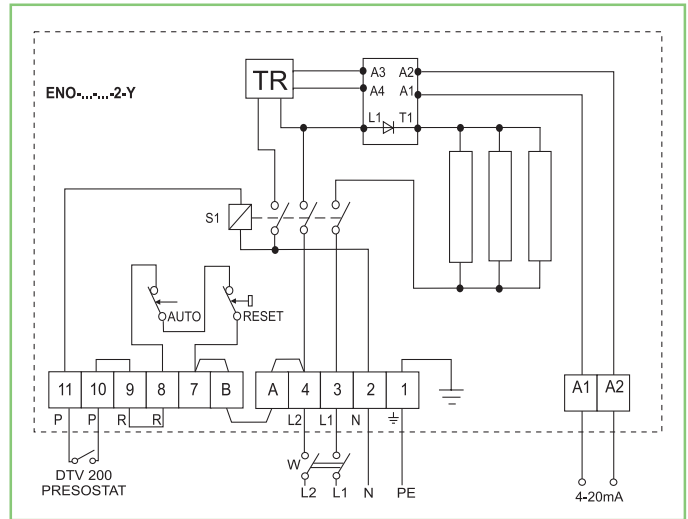 ENO-...-...-2-Y
TR
A3 A2
A4 A1
L1 T1
S1
AUTO RESET
11 10 9 8 7 B A 4 3 2 1 A1 A2
P P R R L2 L1 N
W
DTV 200
PRESOSTAT
L2 L1 N PE
4-20mA